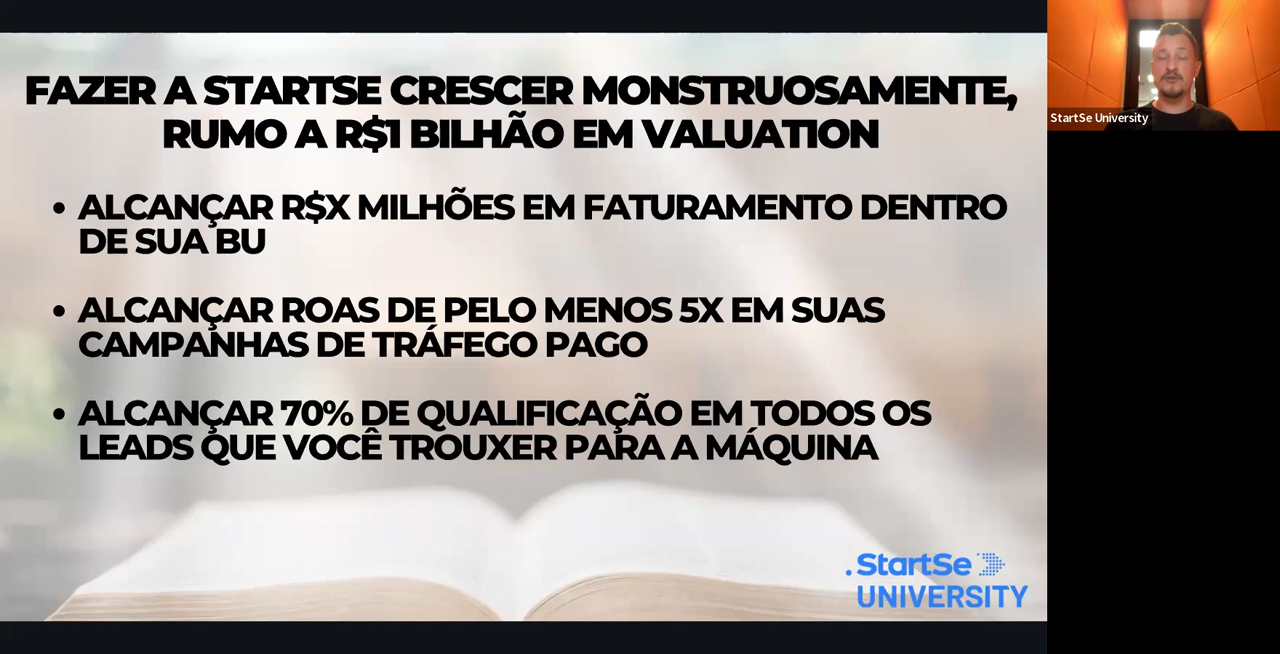 FAZER A STARTSE CRESCER MONSTRUOSAMENTE,
RUMO A R$1 BILHÃO EM VALUATION
• ALCANÇAR R$X MILHÕES EM FATURAMENTO DENTRO
DE SUA BU
• ALCANÇAR ROAS DE PELO MENOS 5X EM SUAS
CAMPANHAS DE TRÁFEGO PAGO
• ALCANÇAR 70% DE QUALIFICAÇÃO EM TODOS OS
LEADS QUE VOCÊ TROUXER PARA A MÁQUINA
.StartSe
UNIVERSITY
StartSe University